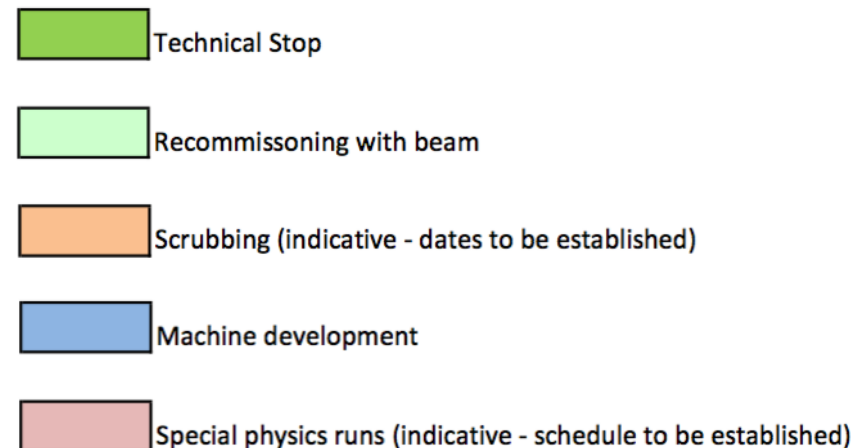 Technical Stop
Recommissoning with beam
Scrubbing (indicative - dates to be established)
Machine development
Special physics runs (indicative - schedule to be established)